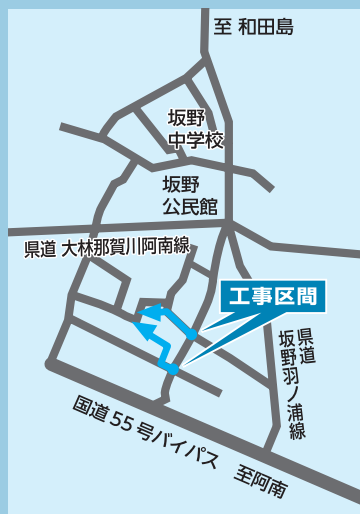 至 和田島
坂野
中学校
坂野
公民館
県道 大林那賀川阿南線
工事区間
県道
坂野羽ノ浦線
国道55号バイパス 至阿南